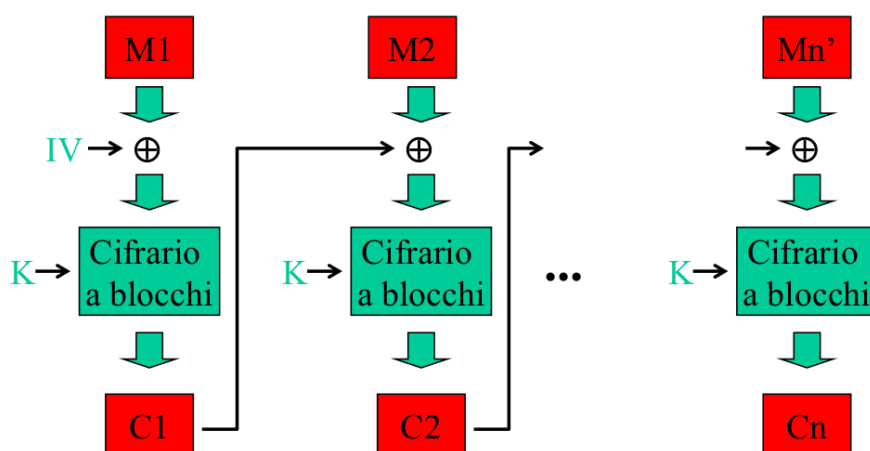 M1
M2
Mn’
IV
K
Cifrario
a blocchi
K
Cifrario
a blocchi
...
K
Cifrario
a blocchi
C1
C2
Cn